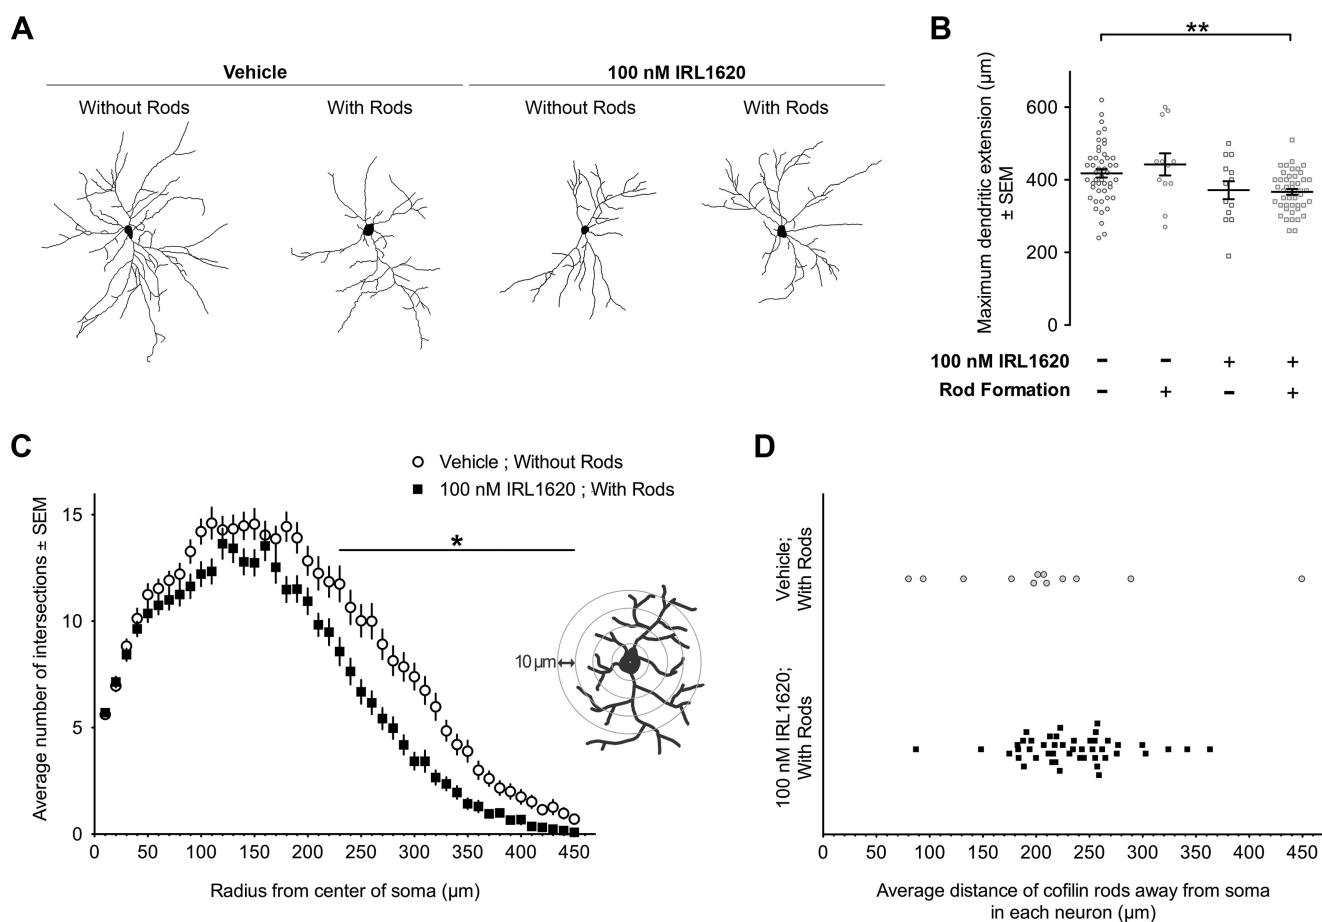 A
Vehicle
100 nM IRL1620
Without Rods
With Rods
Without Rods
With Rods
B
**
Maximum dendritic extension (µm)
± SEM
600
400
200
0
100 nM IRL1620
− − + +
Rod Formation
− + − +
C
Vehicle ; Without Rods
100 nM IRL1620 ; With Rods
Average number of intersections ± SEM
15
10
5
0
*
10 µm
0 50 100 150 200 250 300 350 400 450
Radius from center of soma (µm)
D
Vehicle;
With Rods
100 nM IRL1620;
With Rods
0 50 100 150 200 250 300 350 400 450
Average distance of cofilin rods away from soma
in each neuron (µm)